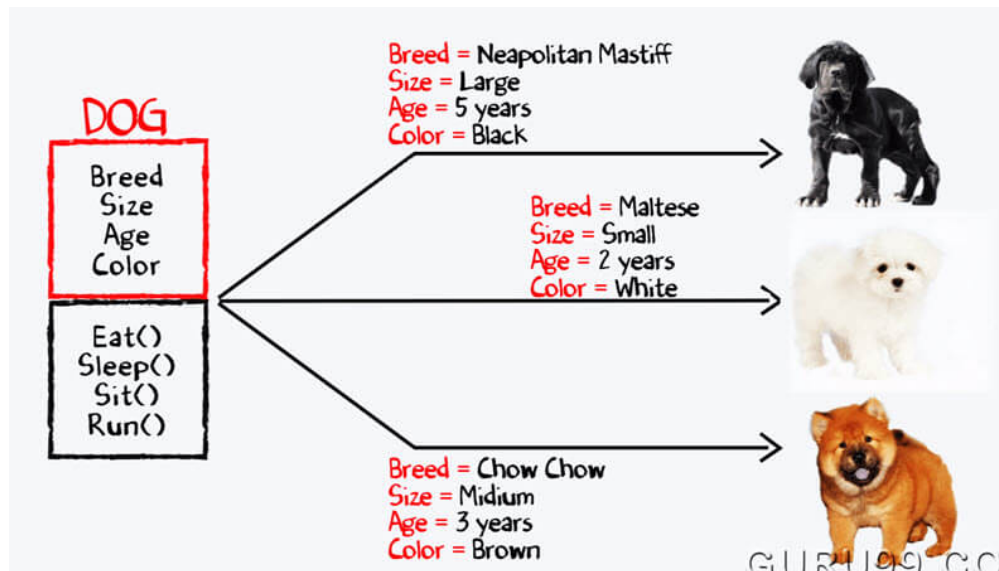 DOG
Breed
Size
Age
Color
Eat()
Sleep()
Sit()
Run()
Breed = Neapolitan Mastiff
Size = Large
Age = 5 years
Color = Black
Breed = Maltese
Size = Small
Age = 2 years
Color = White
Breed = Chow Chow
Size = Midium
Age = 3 years
Color = Brown
GURU99.CO